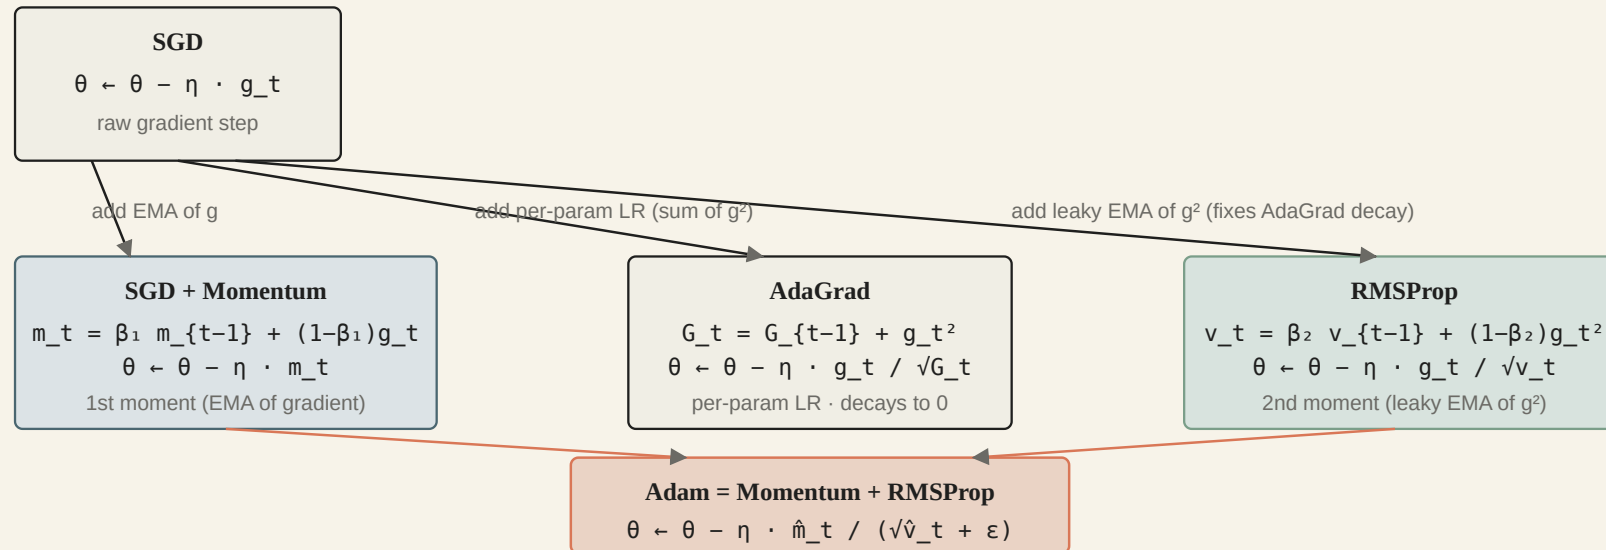 SGD
θ ← θ − η · g_t
raw gradient step
add EMA of g
add per-param LR (sum of g²)
add leaky EMA of g² (fixes AdaGrad decay)
SGD + Momentum
m_t = β₁ m_{t−1} + (1−β₁)g_t
θ ← θ − η · m_t
1st moment (EMA of gradient)
AdaGrad
G_t = G_{t−1} + g_t²
θ ← θ − η · g_t / √G_t
per-param LR · decays to 0
RMSProp
v_t = β₂ v_{t−1} + (1−β₂)g_t²
θ ← θ − η · g_t / √v_t
2nd moment (leaky EMA of g²)
Adam = Momentum + RMSProp
θ ← θ − η · m̂_t / (√v̂_t + ε)